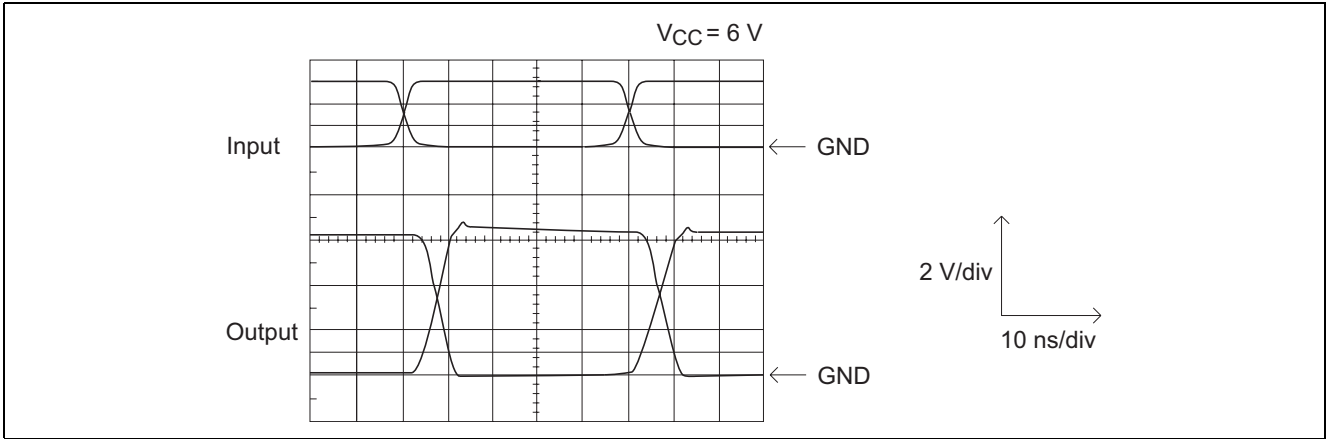 VCC = 6 V
Input
GND
2 V/div
Output
10 ns/div
GND